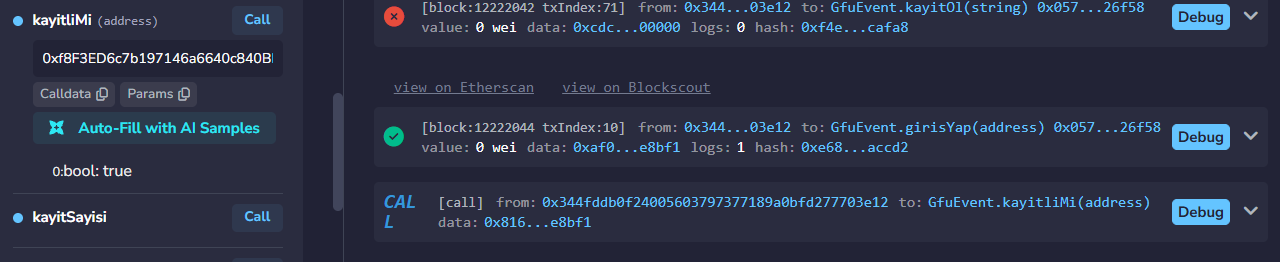 kayitliMi (address)
Call
0xf8F3ED6c7b197146a6640c840B
Calldata
Params
Auto-Fill with AI Samples
0:bool: true
kayitSayisi
Call
[block:12222042 txIndex:71] from: 0x344...03e12 to: GfuEvent.kayitOl(string) 0x057...26f58
value: 0 wei data: 0xcdc...00000 logs: 0 hash: 0xf4e...cafa8
Debug
view on Etherscan view on Blockscout
[block:12222044 txIndex:10] from: 0x344...03e12 to: GfuEvent.girisYap(address) 0x057...26f58
value: 0 wei data: 0xaf0...e8bf1 logs: 1 hash: 0xe68...accd2
Debug
CAL
L
[call] from: 0x344fddb0f24005603797377189a0bfd277703e12 to: GfuEvent.kayitliMi(address)
data: 0x816...e8bf1
Debug